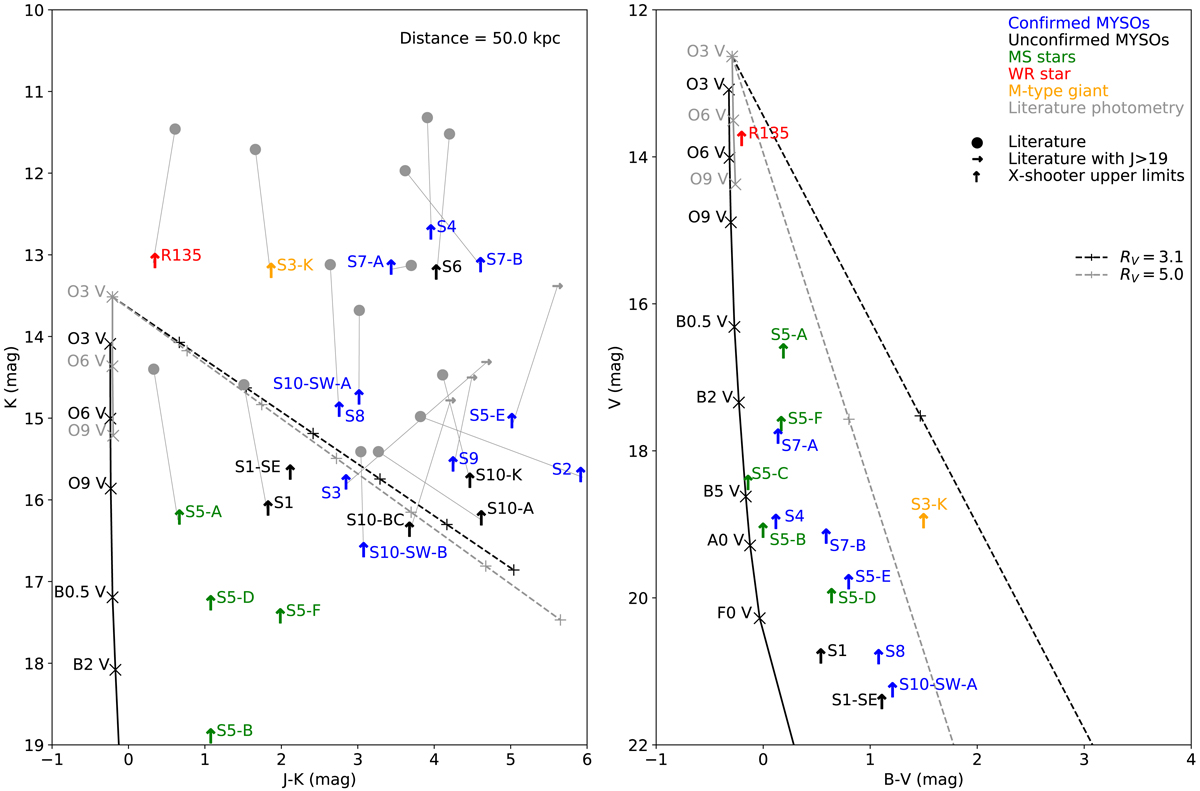 Distance = 50.0 kpc
10
11
12
13
14
15
16
17
18
19
K (mag)
−1
0
1
2
3
4
5
6
J-K (mag)
O3 V
O3 V
O6 V
O6 V
O9 V
O9 V
B0.5 V
B2 V
R135
S3-K
S4
S7-A
S6
S7-B
S10-SW-A
S8
S5-E
S1-SE
S1
S3
S9
S10-K
S2
S10-BC
S10-A
S10-SW-B
S5-A
S5-D
S5-F
S5-B
12
14
16
18
20
22
V (mag)
−1
0
1
2
3
4
B-V (mag)
Confirmed MYSOs
Unconfirmed MYSOs
MS stars
WR star
M-type giant
Literature photometry
Literature
Literature with J>19
X-shooter upper limits
R_V = 3.1
R_V = 5.0
O3 V
O3 V
O6 V
O6 V
O9 V
O9 V
B0.5 V
B2 V
B5 V
A0 V
F0 V
R135
S5-A
S5-F
S7-A
S5-C
S4
S5-B
S7-B
S3-K
S5-E
S5-D
S1
S8
S10-SW-A
S1-SE